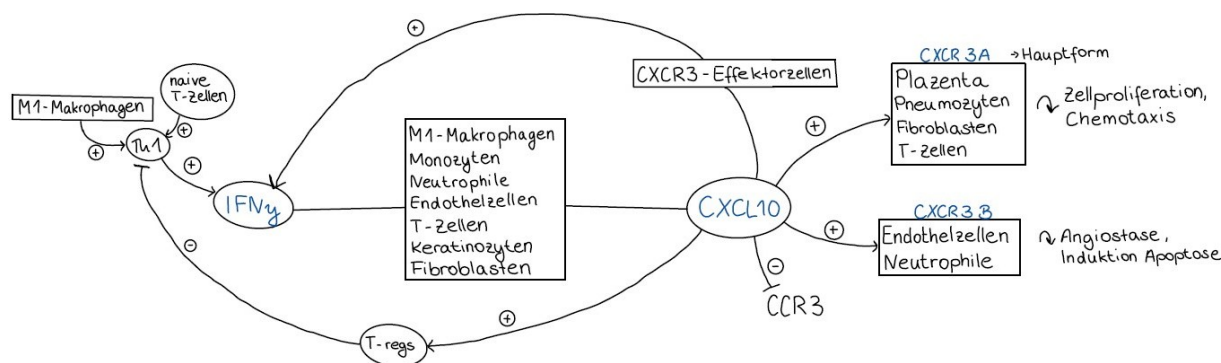 M1-Makrophagen
naive
T-Zellen
Th1
IFNγ
M1-Makrophagen
Monozyten
Neutrophile
Endothelzellen
T-Zellen
Keratinozyten
Fibroblasten
T-regs
CXCR3-Effektorzellen
CXCL10
CCR3
CXCR3A → Hauptform
Plazenta
Pneumozyten
Fibroblasten
T-Zellen
Zellproliferation,
Chemotaxis
CXCR3B
Endothelzellen
Neutrophile
Angiostase,
Induktion Apoptose
+
+
+
+
+
+
+
-
-